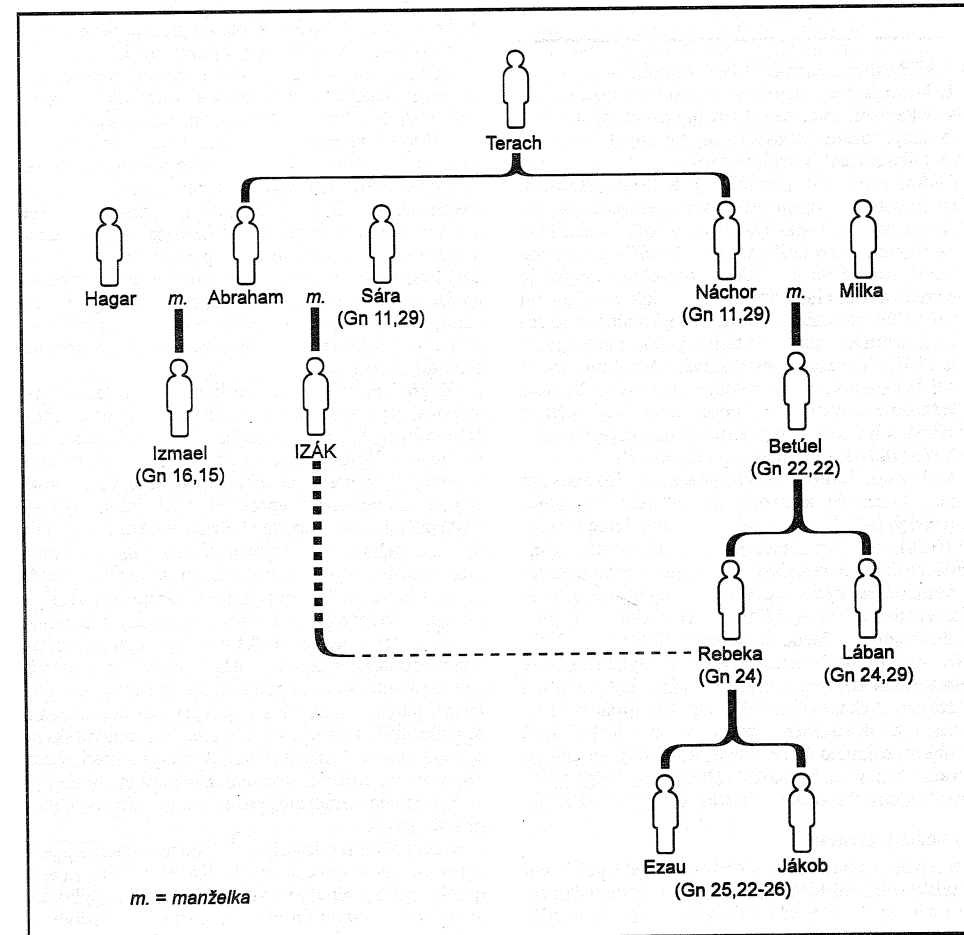 Terach
Hagar m. Abraham m. Sára Náchor m. Milka
(Gn 11,29) (Gn 11,29)
Izmael IZÁK Betúel
(Gn 16,15) (Gn 22,22)
Rebeka Lában
(Gn 24) (Gn 24,29)
Ezau Jákob
(Gn 25,22-26)
m. = manželka